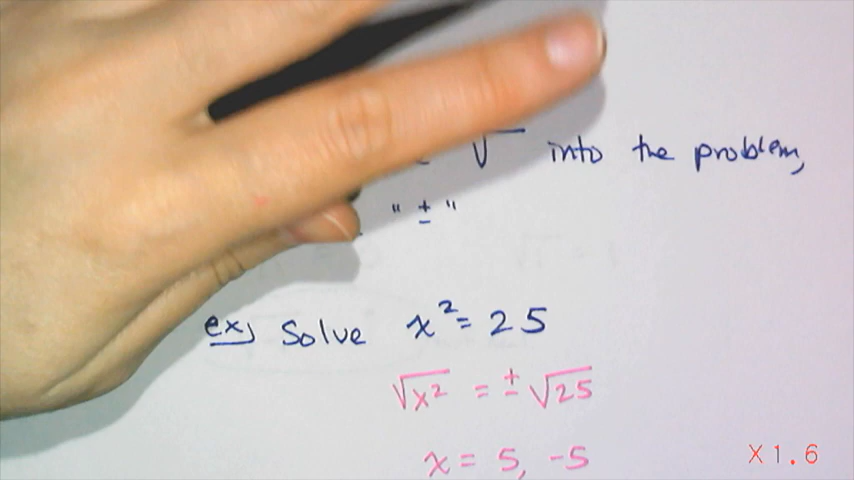 √ into the problem,
" ± "
ex) Solve x² = 25
√x² = ± √25
x = 5, -5
X1.6